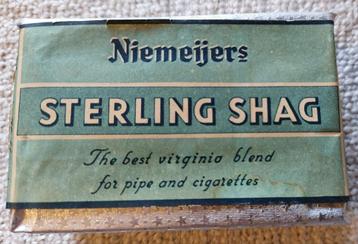 Niemeijers
STERLING SHAG
The best virginia blend
for pipe and cigarettes